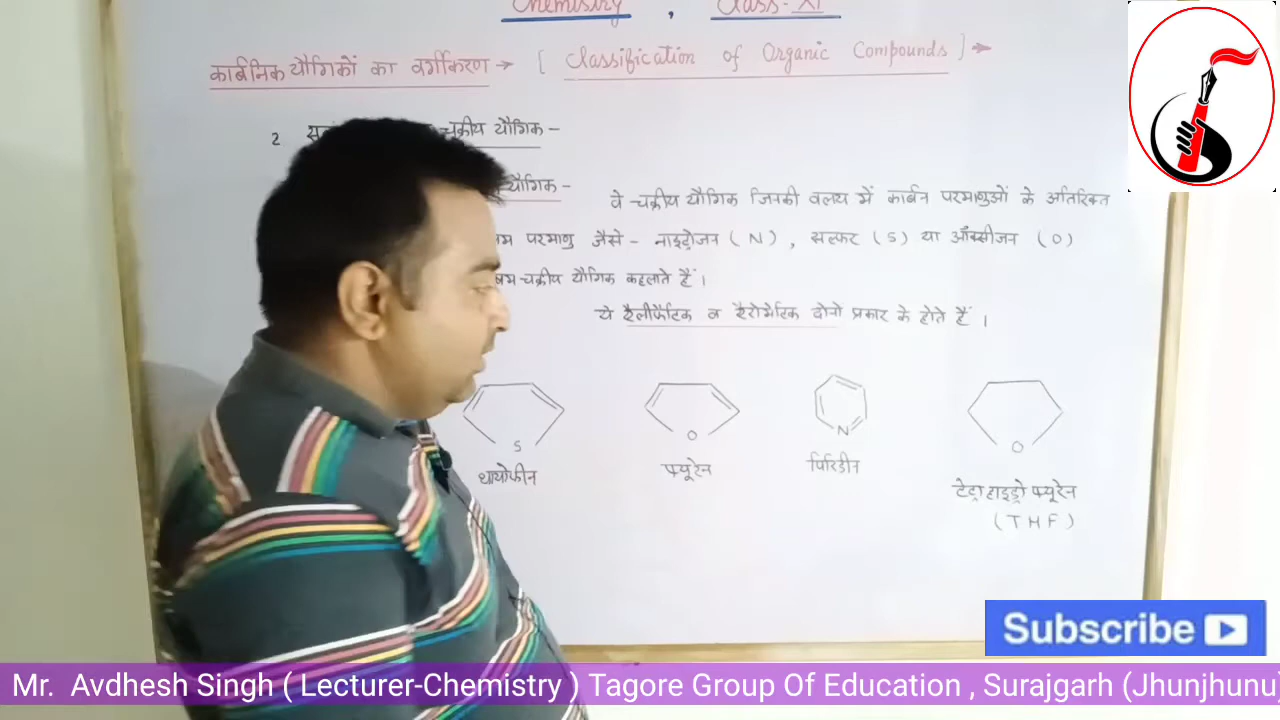 Chemistry , Class- XI
कार्बनिक यौगिकों का वर्गीकरण → [ Classification of Organic Compounds ] →
2 चक्रीय यौगिक -
यौगिक -
वे चक्रीय यौगिक जिनकी वलय में कार्बन परमाणुओं के अतिरिक्त
परमाणु जैसे - नाइट्रोजन ( N ) , सल्फर ( S ) या ऑक्सीजन ( O )
चक्रीय यौगिक कहलाते हैं ।
ये ऐलीफैटिक व ऐरोमैटिक दोनों प्रकार के होते हैं ।
S
थायोफीन
O
फ्यूरेन
N
पिरिडीन
O
टेट्रा हाइड्रो फ्यूरेन
( T H F )
Subscribe
Mr. Avdhesh Singh ( Lecturer-Chemistry ) Tagore Group Of Education , Surajgarh (Jhunjhunu)